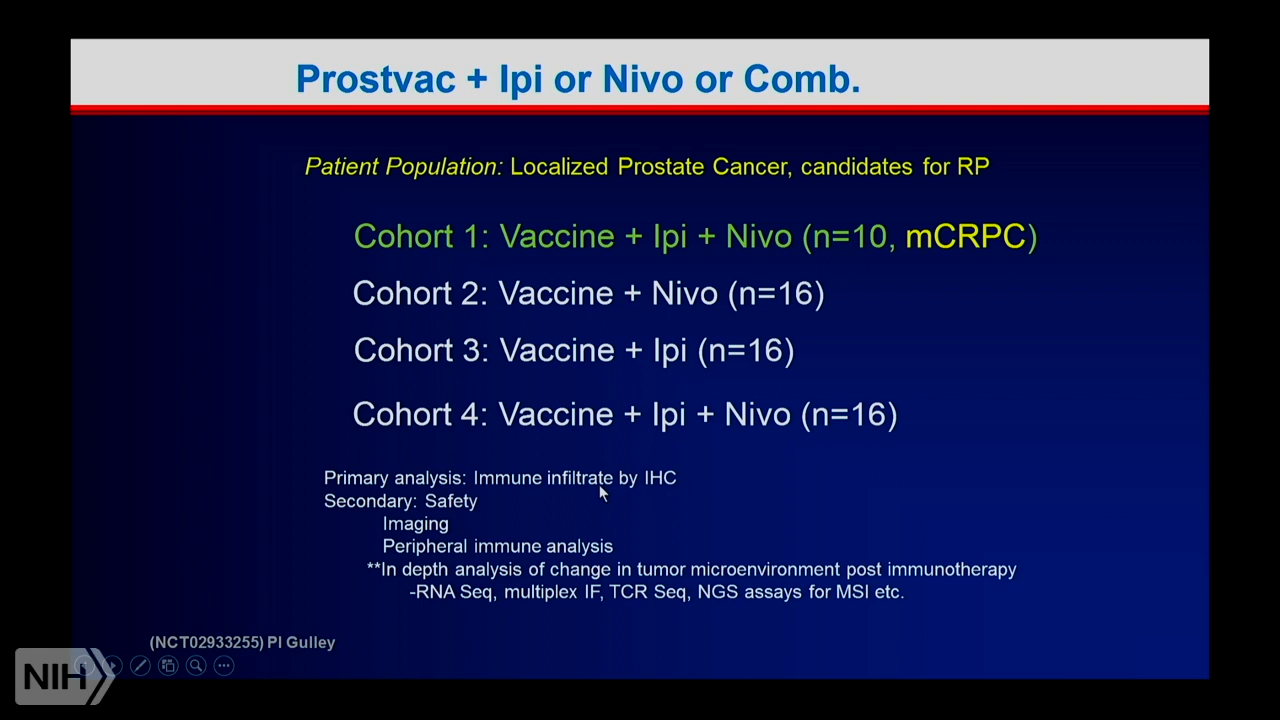 Prostvac + Ipi or Nivo or Comb.
Patient Population: Localized Prostate Cancer, candidates for RP
Cohort 1: Vaccine + Ipi + Nivo (n=10, mCRPC)
Cohort 2: Vaccine + Nivo (n=16)
Cohort 3: Vaccine + Ipi (n=16)
Cohort 4: Vaccine + Ipi + Nivo (n=16)
Primary analysis: Immune infiltrate by IHC
Secondary: Safety
Imaging
Peripheral immune analysis
**In depth analysis of change in tumor microenvironment post immunotherapy
-RNA Seq, multiplex IF, TCR Seq, NGS assays for MSI etc.
(NCT02933255) PI Gulley
NIH